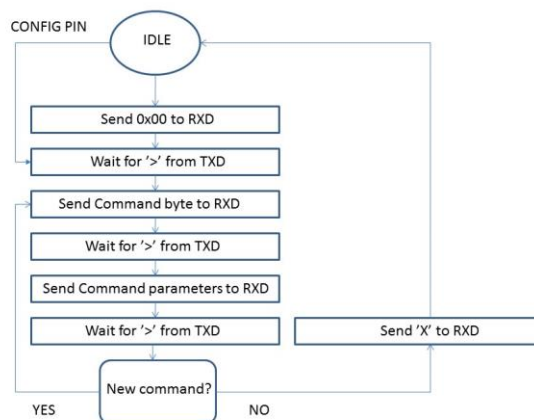 CONFIG PIN
IDLE
Send 0x00 to RXD
Wait for '>' from TXD
Send Command byte to RXD
Wait for '>' from TXD
Send Command parameters to RXD
Wait for '>' from TXD
Send 'X' to RXD
New command?
YES
NO